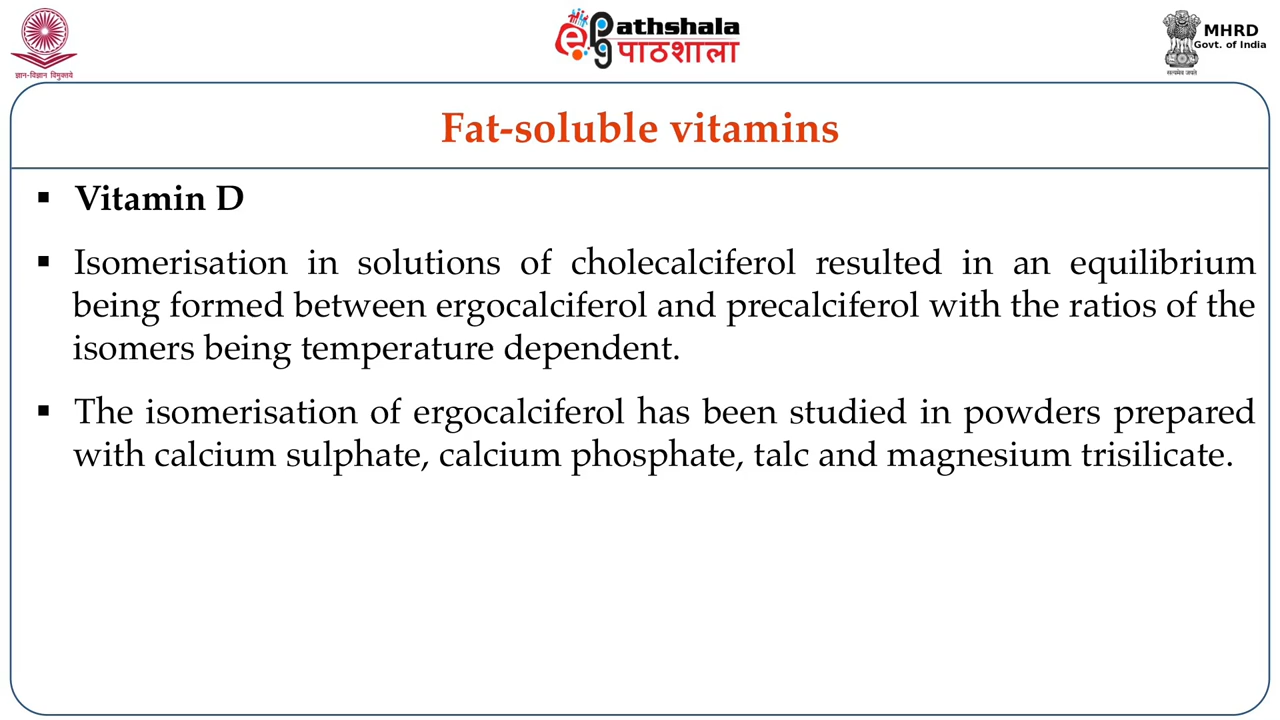 ज्ञान-विज्ञान विमुक्तये
ePathshala
पाठशाला
MHRD
Govt. of India
सत्यमेव जयते
Fat-soluble vitamins
▪ Vitamin D
▪ Isomerisation in solutions of cholecalciferol resulted in an equilibrium
being formed between ergocalciferol and precalciferol with the ratios of the
isomers being temperature dependent.
▪ The isomerisation of ergocalciferol has been studied in powders prepared
with calcium sulphate, calcium phosphate, talc and magnesium trisilicate.